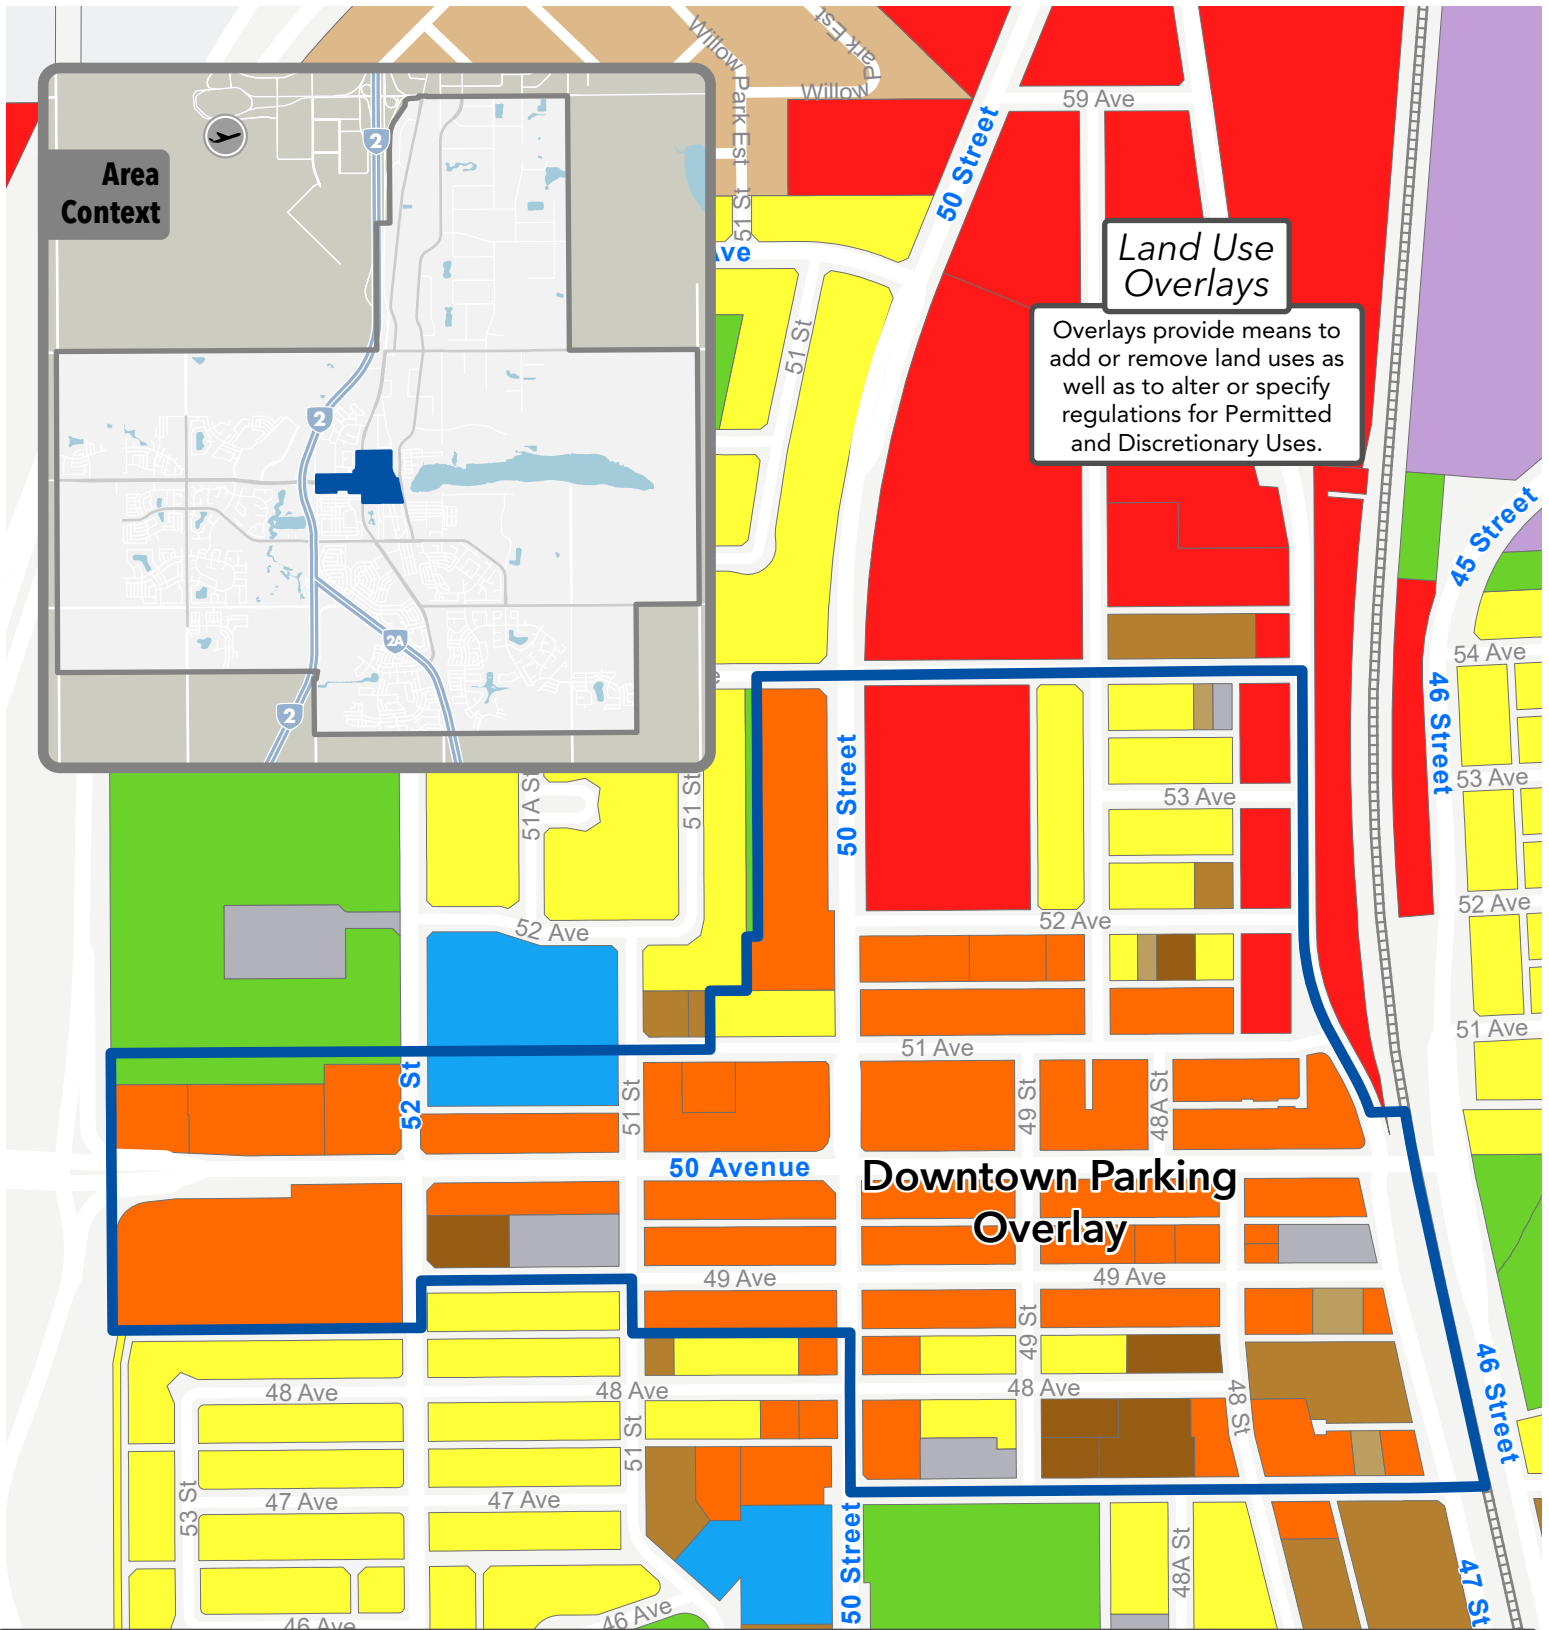 Willow Park Est
Park Est
Willow
59 Ave
50 Street
Area
Context
2
51 St
Ave
Land Use
Overlays
Overlays provide means to
add or remove land uses as
well as to alter or specify
regulations for Permitted
and Discretionary Uses.
51 St
2
45 Street
2A
2
54 Ave
46 Street
50 Street
53 Ave
53 Ave
51A St
51 St
52 Ave
52 Ave
52 Ave
51 Ave
51 Ave
52 St
51 St
49 St
48A St
50 Avenue
Downtown Parking
Overlay
49 Ave
49 Ave
49 St
48 Ave
48 Ave
48 Ave
48 St
46 Street
51 St
53 St
47 Ave
47 Ave
50 Street
48A St
47 St
46 Ave
46 Ave